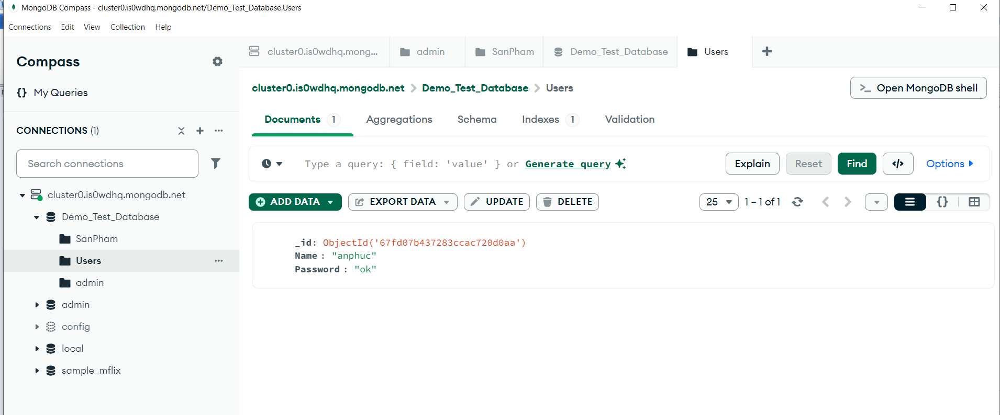 MongoDB Compass - cluster0.is0wdhq.mongodb.net/Demo_Test_Database.Users
Connections Edit View Collection Help
Compass
{} My Queries
CONNECTIONS (1)
Search connections
cluster0.is0wdhq.mongodb.net
Demo_Test_Database
SanPham
Users
admin
admin
config
local
sample_mflix
cluster0.is0wdhq.mong... admin SanPham Demo_Test_Database Users
cluster0.is0wdhq.mongodb.net > Demo_Test_Database > Users
>_ Open MongoDB shell
Documents 1 Aggregations Schema Indexes 1 Validation
Type a query: { field: 'value' } or Generate query
Explain Reset Find </> Options
ADD DATA EXPORT DATA UPDATE DELETE
25 1 – 1 of 1 {}
_id: ObjectId('67fd07b437283ccac720d0aa')
Name : "anphuc"
Password : "ok"